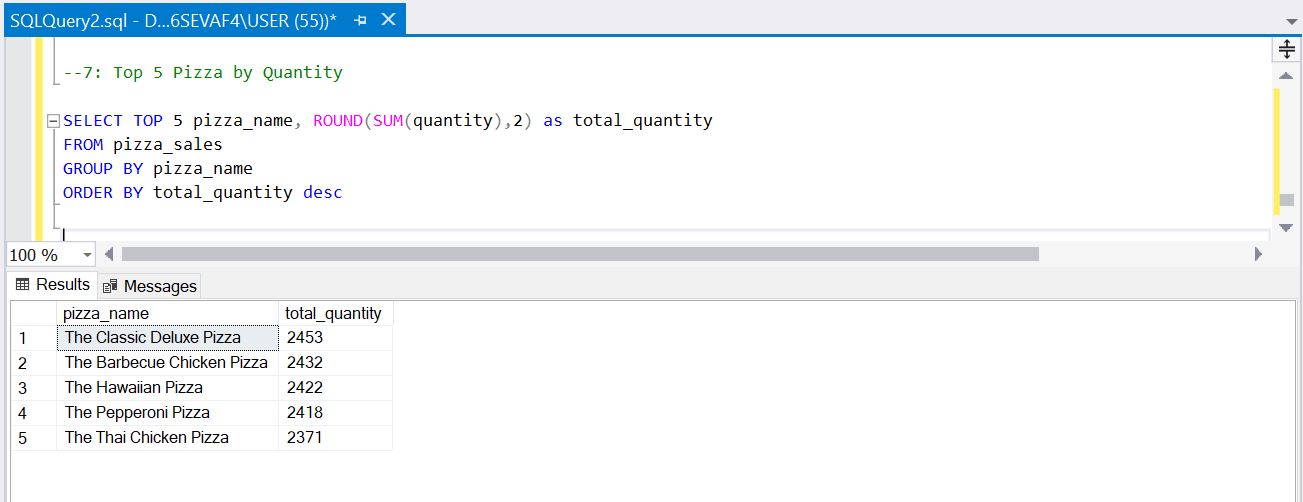 SQLQuery2.sql - D...6SEVAF4\USER (55))*
--7: Top 5 Pizza by Quantity
SELECT TOP 5 pizza_name, ROUND(SUM(quantity),2) as total_quantity
FROM pizza_sales
GROUP BY pizza_name
ORDER BY total_quantity desc
100 %
Results Messages
pizza_name total_quantity
1 The Classic Deluxe Pizza 2453
2 The Barbecue Chicken Pizza 2432
3 The Hawaiian Pizza 2422
4 The Pepperoni Pizza 2418
5 The Thai Chicken Pizza 2371